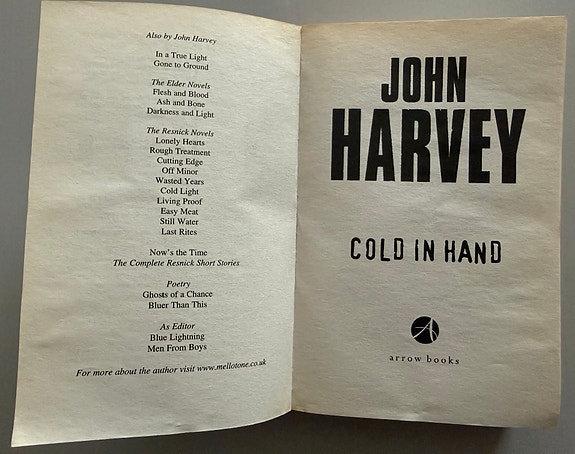 Also by John Harvey
In a True Light
Gone to Ground
The Elder Novels
Flesh and Blood
Ash and Bone
Darkness and Light
The Resnick Novels
Lonely Hearts
Rough Treatment
Cutting Edge
Off Minor
Wasted Years
Cold Light
Living Proof
Easy Meat
Still Water
Last Rites
Now's the Time
The Complete Resnick Short Stories
Poetry
Ghosts of a Chance
Bluer Than This
As Editor
Blue Lightning
Men From Boys
For more about the author visit www.mellotone.co.uk
JOHN
HARVEY
COLD IN HAND
A
arrow books